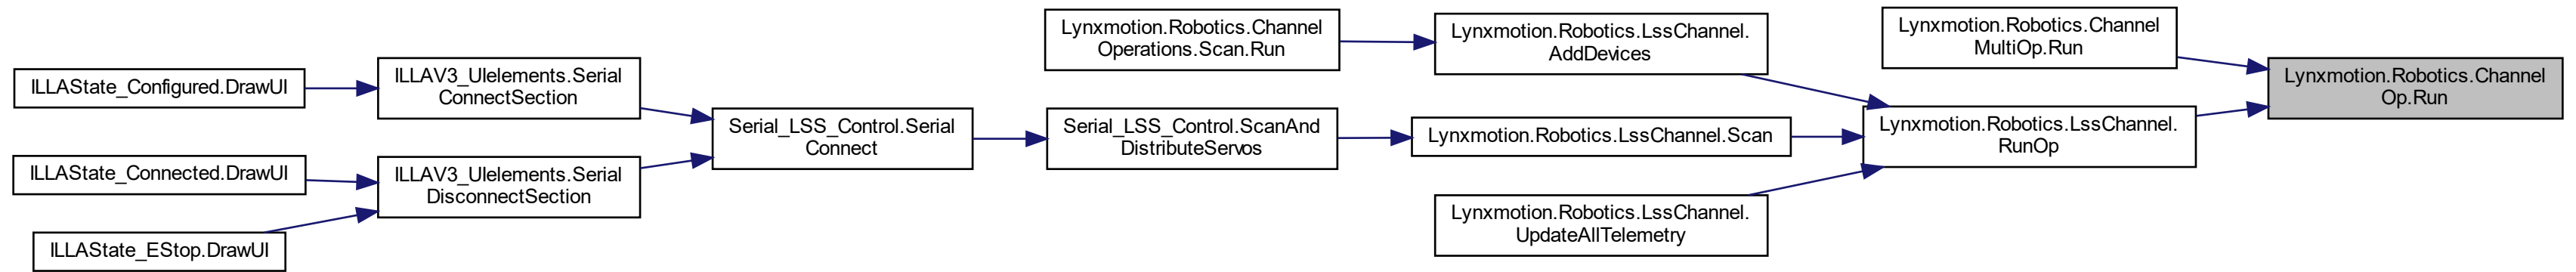 ILLAState_Configured.DrawUI
ILLAState_Connected.DrawUI
ILLAState_EStop.DrawUI
ILLAV3_UIelements.Serial
ConnectSection
ILLAV3_UIelements.Serial
DisconnectSection
Serial_LSS_Control.Serial
Connect
Lynxmotion.Robotics.Channel
Operations.Scan.Run
Serial_LSS_Control.ScanAnd
DistributeServos
Lynxmotion.Robotics.LssChannel.
AddDevices
Lynxmotion.Robotics.LssChannel.Scan
Lynxmotion.Robotics.LssChannel.
UpdateAllTelemetry
Lynxmotion.Robotics.Channel
MultiOp.Run
Lynxmotion.Robotics.LssChannel.
RunOp
Lynxmotion.Robotics.Channel
Op.Run